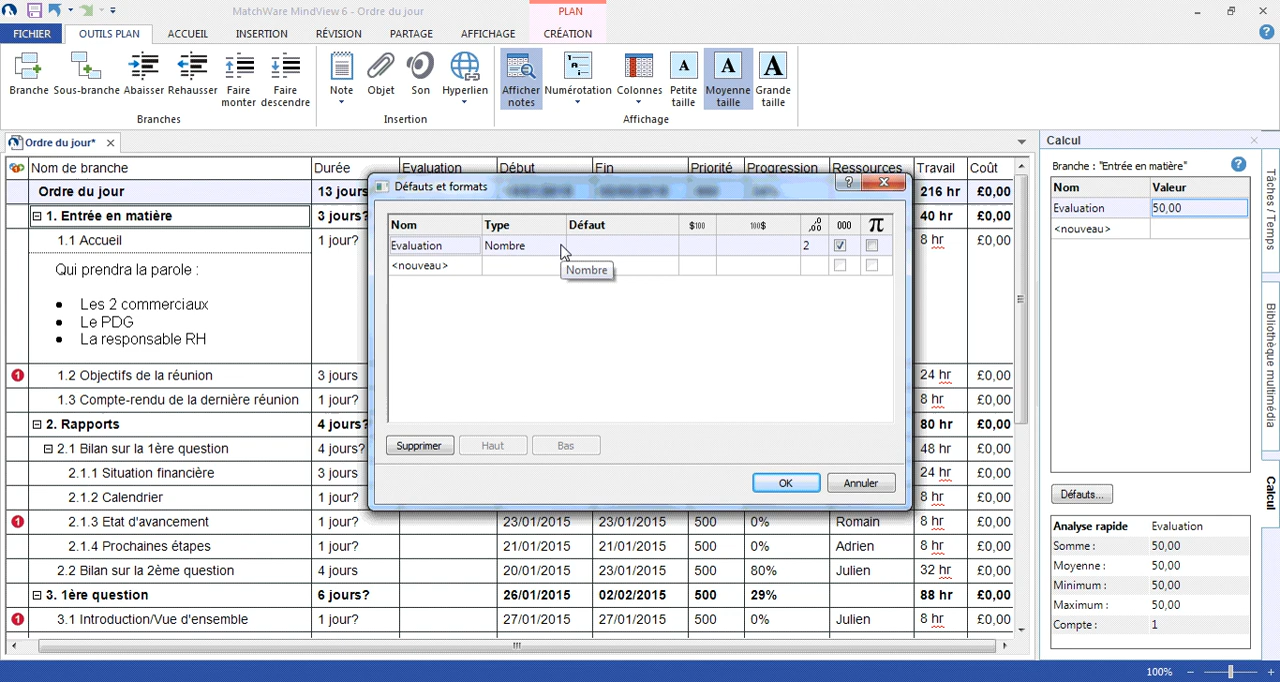 MatchWare MindView 6 - Ordre du jour
PLAN
FICHIER OUTILS PLAN ACCUEIL INSERTION RÉVISION PARTAGE AFFICHAGE CRÉATION
Branche Sous-branche Abaisser Rehausser Faire monter Faire descendre
Note Objet Son Hyperlien
Afficher notes Numérotation Colonnes Petite taille Moyenne taille Grande taille
Branches Insertion Affichage
Ordre du jour*
Nom de branche Durée Evaluation Début Fin Priorité Progression Ressources Travail Coût
Ordre du jour 13 jours 216 hr £0,00
1. Entrée en matière 3 jours? 40 hr £0,00
1.1 Accueil 1 jour? 8 hr £0,00
Qui prendra la parole :
• Les 2 commerciaux
• Le PDG
• La responsable RH
1 1.2 Objectifs de la réunion 3 jours 24 hr £0,00
1.3 Compte-rendu de la dernière réunion 1 jour? 8 hr £0,00
2. Rapports 4 jours? 80 hr £0,00
2.1 Bilan sur la 1ère question 4 jours? 48 hr £0,00
2.1.1 Situation financière 3 jours 24 hr £0,00
2.1.2 Calendrier 1 jour? 8 hr £0,00
1 2.1.3 Etat d'avancement 1 jour? 23/01/2015 23/01/2015 500 0% Romain 8 hr £0,00
2.1.4 Prochaines étapes 1 jour? 21/01/2015 21/01/2015 500 0% Adrien 8 hr £0,00
2.2 Bilan sur la 2ème question 4 jours 20/01/2015 23/01/2015 500 80% Julien 32 hr £0,00
3. 1ère question 6 jours? 26/01/2015 02/02/2015 500 29% 88 hr £0,00
1 3.1 Introduction/Vue d'ensemble 1 jour? 27/01/2015 27/01/2015 500 0% Julien 8 hr £0,00
Défauts et formats
Nom Type Défaut $100 100$ ,00 000 π
Evaluation Nombre 2
<nouveau>
Nombre
Supprimer Haut Bas
OK Annuler
Calcul
Branche : "Entrée en matière"
Nom Valeur
Evaluation 50,00
<nouveau>
Défauts...
Analyse rapide Evaluation
Somme : 50,00
Moyenne : 50,00
Minimum : 50,00
Maximum : 50,00
Compte : 1
Tâches / Temps
Bibliothèque multimédia
Calcul
100%